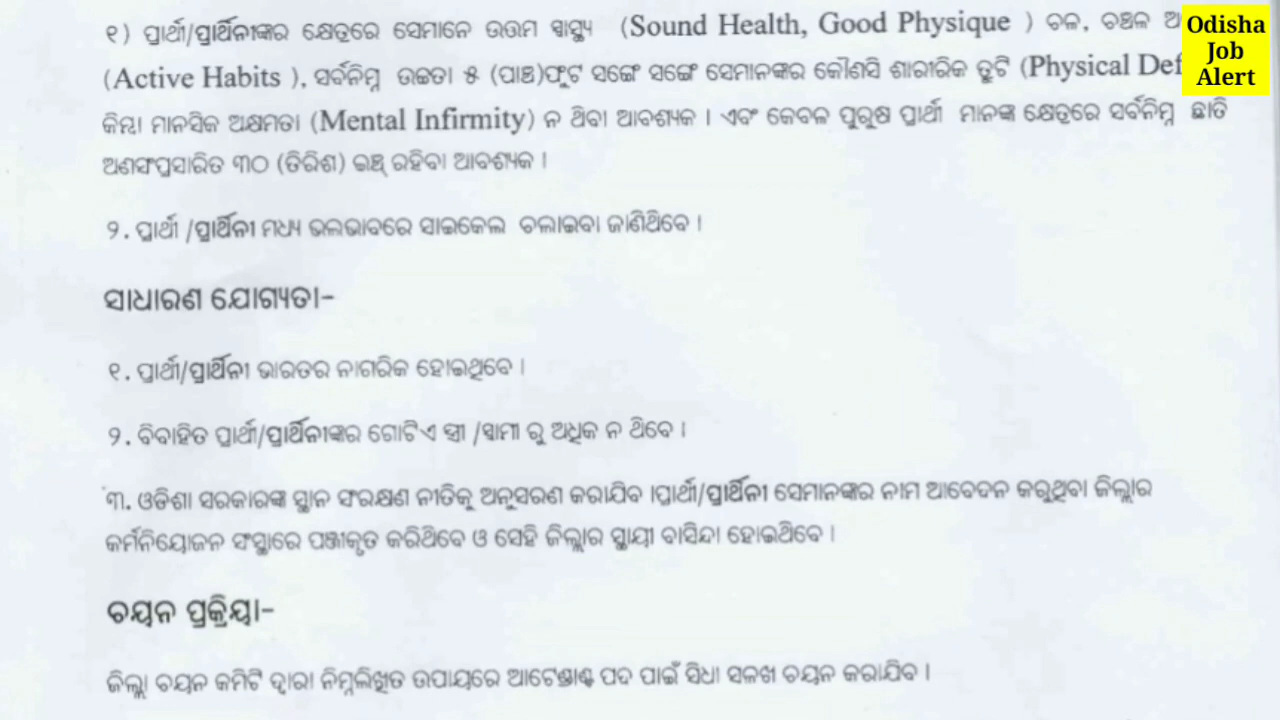 ୧) ପ୍ରାର୍ଥୀ/ପ୍ରାର୍ଥିନୀଙ୍କର କ୍ଷେତ୍ରରେ ସେମାନେ ଉତ୍ତମ ସ୍ୱାସ୍ଥ୍ୟ (Sound Health, Good Physique ) ଚଳ, ଚଞ୍ଚଳ
(Active Habits ), ସର୍ବନିମ୍ନ ଉଚ୍ଚତା ୫ (ପାଞ୍ଚ)ଫୁଟ ସଙ୍ଗେ ସଙ୍ଗେ ସେମାନଙ୍କର କୌଣସି ଶାରୀରିକ ତ୍ରୁଟି (Physical
କିମ୍ବା ମାନସିକ ଅକ୍ଷମତା (Mental Infirmity) ନ ଥିବା ଆବଶ୍ୟକ । ଏବଂ କେବଳ ପୁରୁଷ ପ୍ରାର୍ଥୀ ମାନଙ୍କ କ୍ଷେତ୍ରରେ ସର୍ବନିମ୍ନ ଛାତି
ଅଣସଂପ୍ରସାରିତ ୩୦ (ତିରିଶ) ଇଞ୍ଚ୍ ରହିବା ଆବଶ୍ୟକ ।
୨. ପ୍ରାର୍ଥୀ /ପ୍ରାର୍ଥିନୀ ମଧ୍ୟ ଭଲଭାବରେ ସାଇକେଲ ଚଲାଇବା ଜାଣିଥିବେ ।
ସାଧାରଣ ଯୋଗ୍ୟତା-
୧. ପ୍ରାର୍ଥୀ/ପ୍ରାର୍ଥିନୀ ଭାରତର ନାଗରିକ ହୋଇଥିବେ ।
୨. ବିବାହିତ ପ୍ରାର୍ଥୀ/ପ୍ରାର୍ଥିନୀଙ୍କର ଗୋଟିଏ ସ୍ତ୍ରୀ /ସ୍ୱାମୀ ରୁ ଅଧିକ ନ ଥିବେ ।
୩. ଓଡିଶା ସରକାରଙ୍କ ସ୍ଥାନ ସଂରକ୍ଷଣ ନୀତିକୁ ଅନୁସରଣ କରାଯିବ ।ପ୍ରାର୍ଥୀ/ପ୍ରାର୍ଥିନୀ ସେମାନଙ୍କର ନାମ ଆବେଦନ କରୁଥିବା ଜିଲ୍ଲାର
କର୍ମନିୟୋଜନ ସଂସ୍ଥାରେ ପଞ୍ଜୀକୃତ କରିଥିବେ ଓ ସେହି ଜିଲ୍ଲାର ସ୍ଥାୟୀ ବାସିନ୍ଦା ହୋଇଥିବେ ।
ଚୟନ ପ୍ରକ୍ରିୟା-
ଜିଲ୍ଲା ଚୟନ କମିଟି ଦ୍ୱାରା ନିମ୍ନଲିଖିତ ଉପାୟରେ ଆଟେଣ୍ଡାଣ୍ଟ ପଦ ପାଇଁ ସିଧା ସଳଖ ଚୟନ କରାଯିବ ।
Odisha
Job
Alert